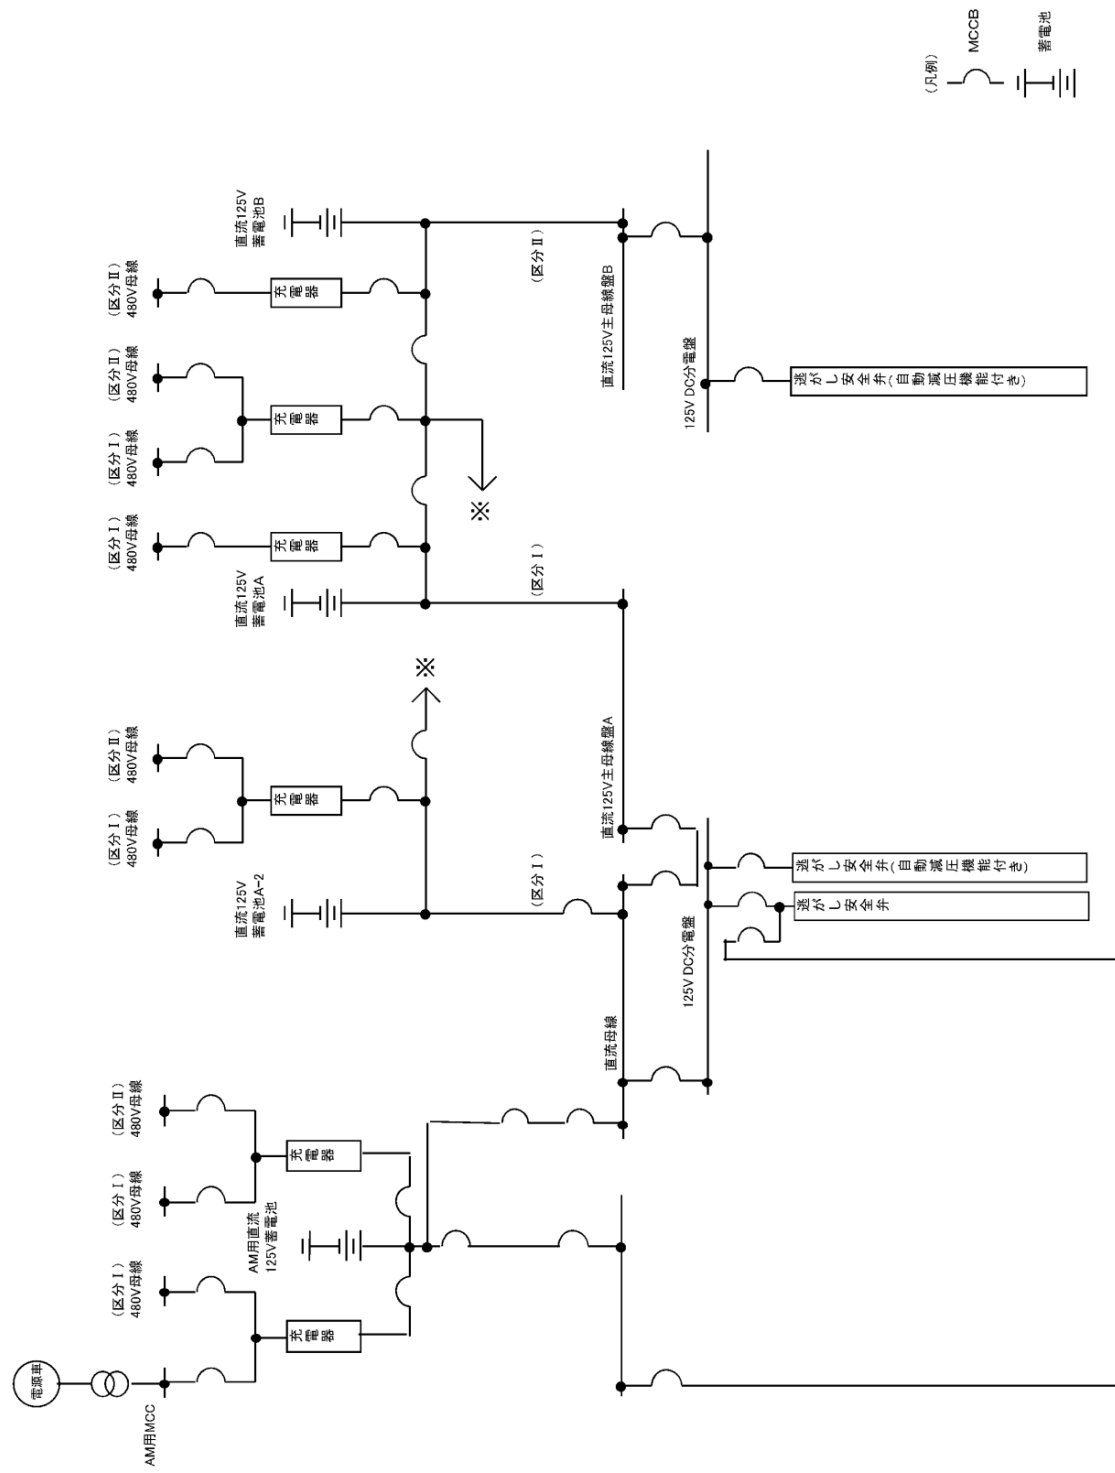 (凡例)
MCCB
蓄電池
直流125V
蓄電池B
(区分Ⅱ)
480V母線
充電器
(区分Ⅱ)
480V母線
(区分Ⅰ)
480V母線
充電器
(区分Ⅰ)
480V母線
充電器
直流125V
蓄電池A
(区分Ⅱ)
直流125V主母線盤B
125V DC分電盤
逃がし安全弁(自動減圧機能付き)
※
(区分Ⅰ)
※
(区分Ⅱ)
480V母線
(区分Ⅰ)
480V母線
充電器
直流125V
蓄電池A-2
(区分Ⅰ)
直流125V主母線盤A
逃がし安全弁(自動減圧機能付き)
逃がし安全弁
125V DC分電盤
直流母線
(区分Ⅱ)
480V母線
(区分Ⅰ)
480V母線
充電器
AM用直流
125V蓄電池
(区分Ⅰ)
480V母線
充電器
電源車
AM用MCC